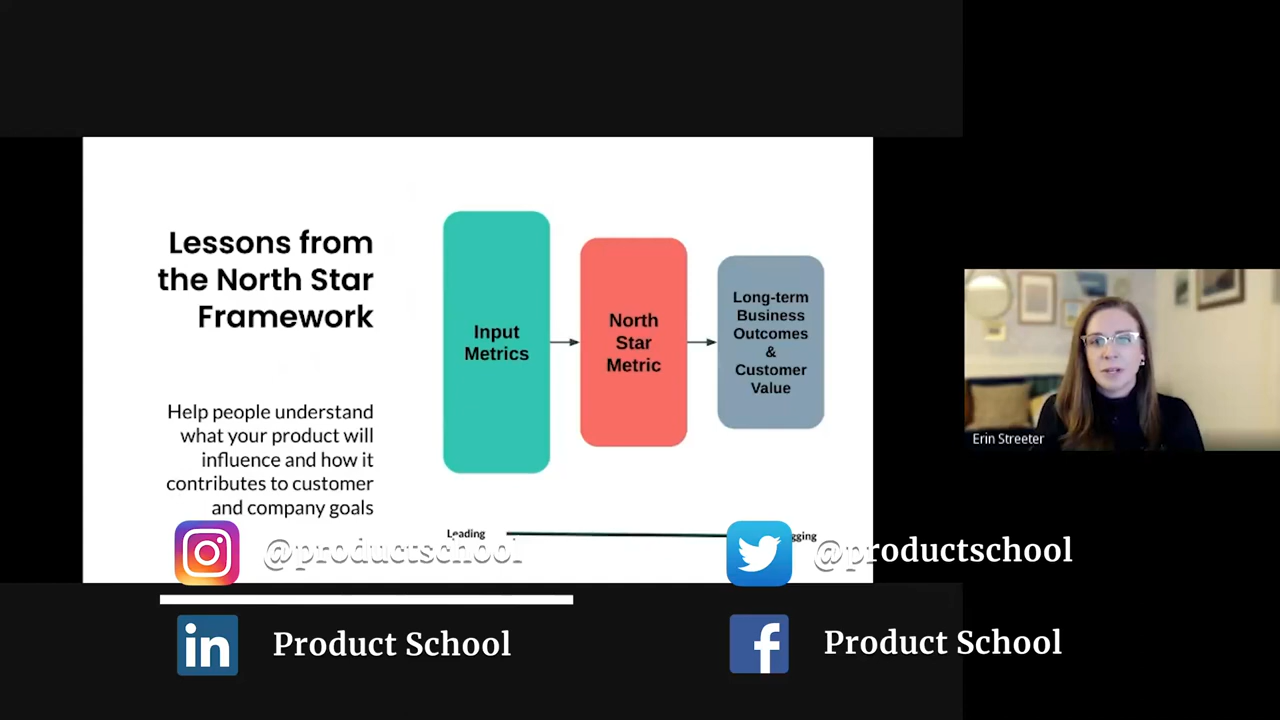 Lessons from
the North Star
Framework
Help people understand
what your product will
influence and how it
contributes to customer
and company goals
Input
Metrics
North
Star
Metric
Long-term
Business
Outcomes
&
Customer
Value
Leading
Erin Streeter
@productschool
@productschool
in
Product School
f
Product School